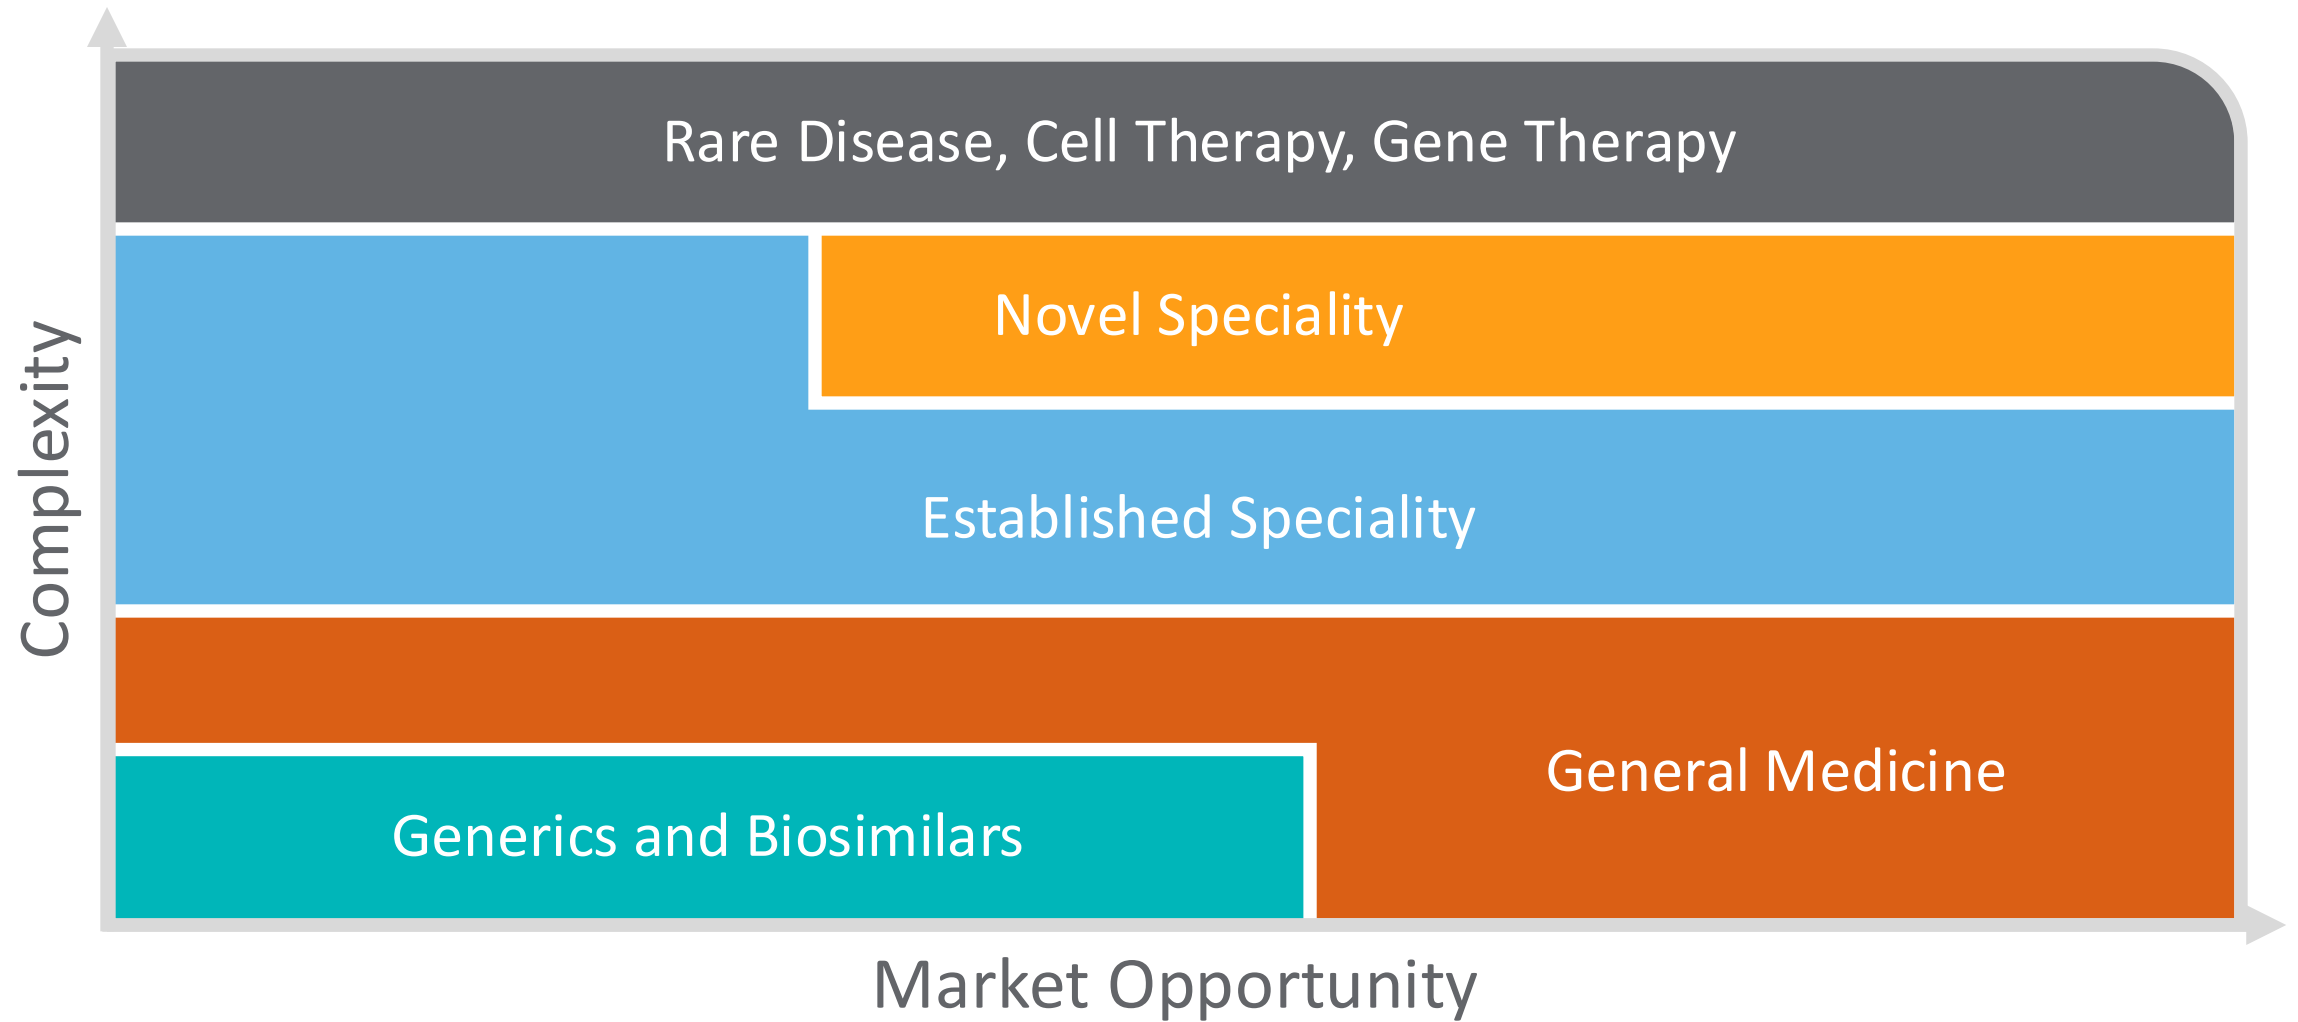 Rare Disease, Cell Therapy, Gene Therapy
Novel Speciality
Established Speciality
General Medicine
Generics and Biosimilars
Complexity
Market Opportunity